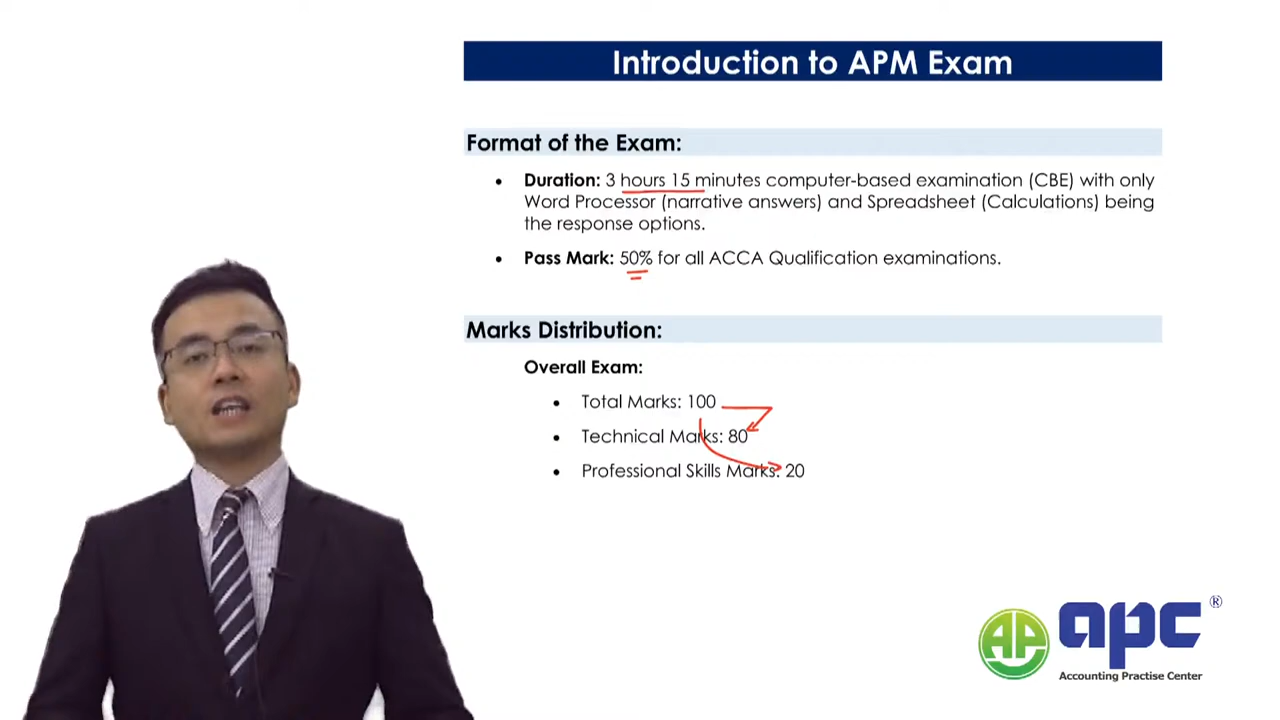 Introduction to APM Exam
Format of the Exam:
• Duration: 3 hours 15 minutes computer-based examination (CBE) with only
Word Processor (narrative answers) and Spreadsheet (Calculations) being
the response options.
• Pass Mark: 50% for all ACCA Qualification examinations.
Marks Distribution:
Overall Exam:
• Total Marks: 100
• Technical Marks: 80
• Professional Skills Marks: 20
AP
apc ®
Accounting Practise Center